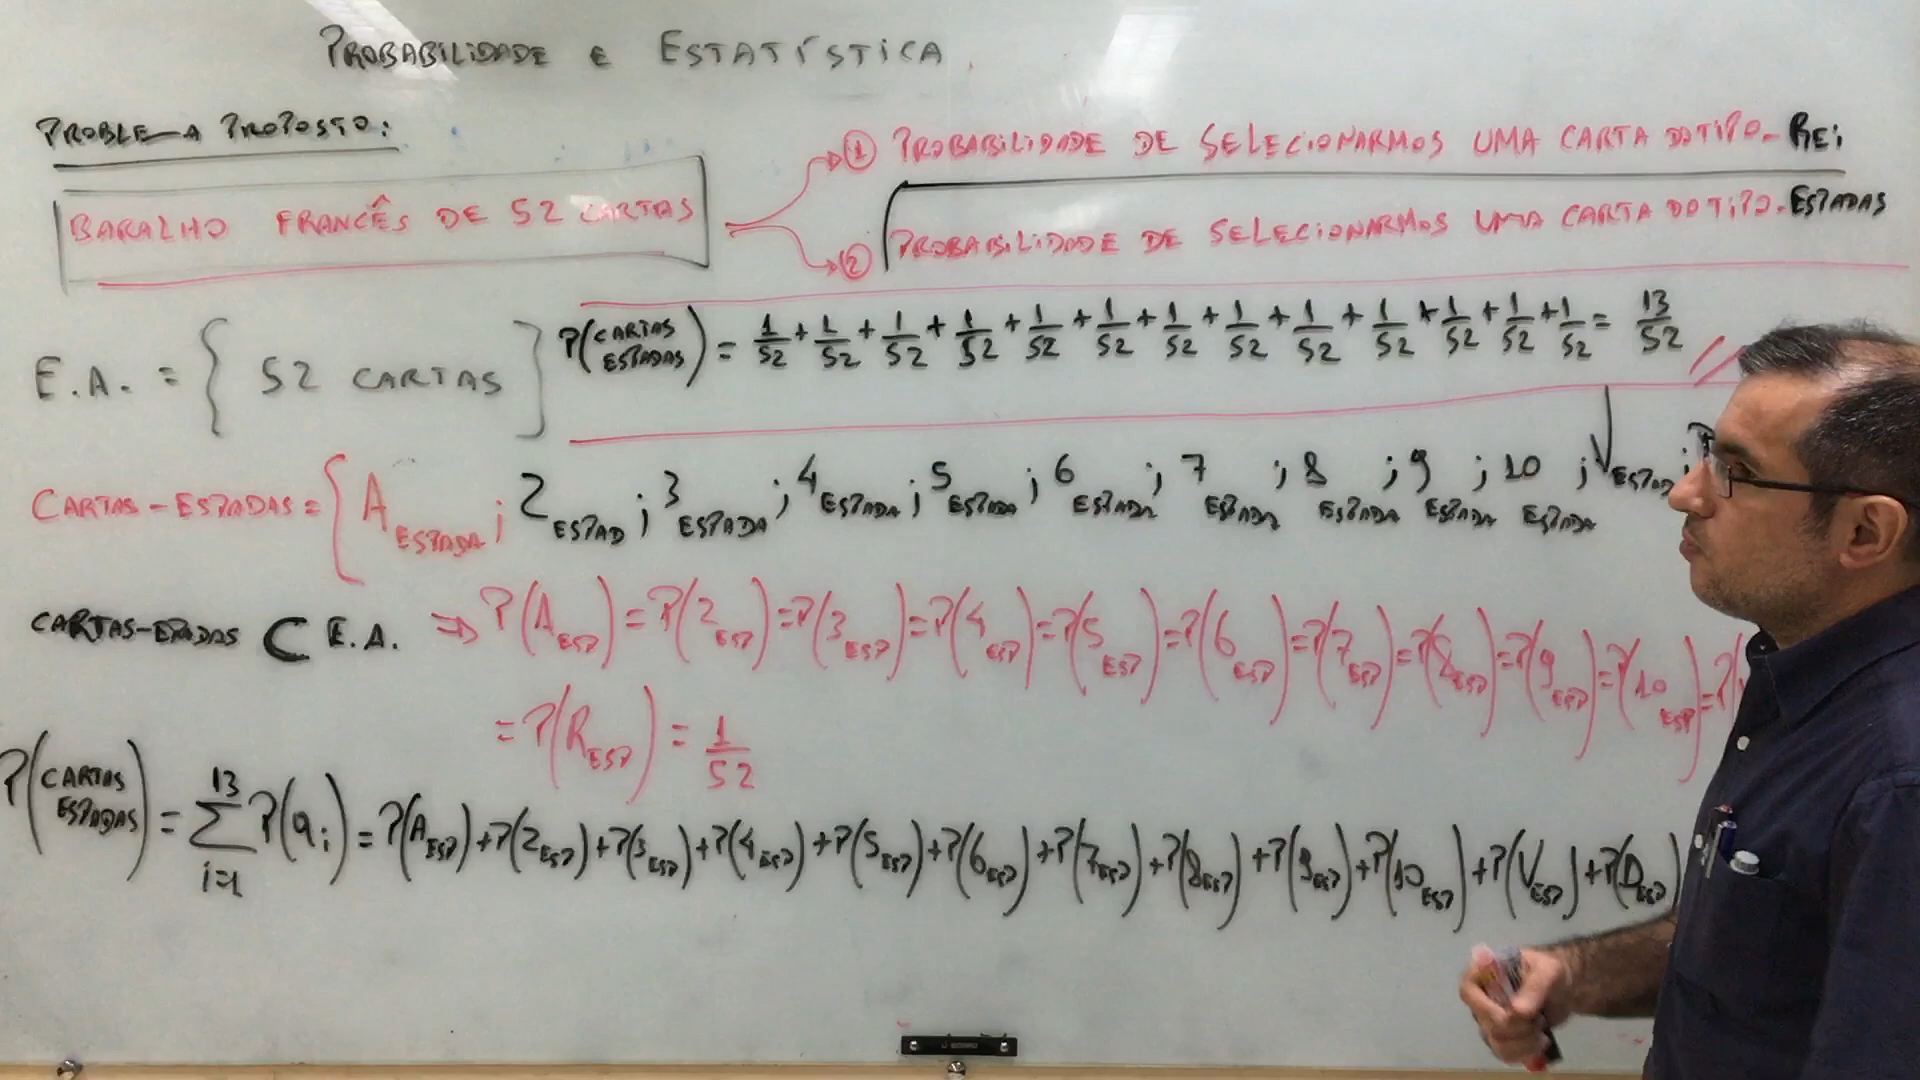 PROBABILIDADE E ESTATÍSTICA
PROBLEMA PROPOSTO:
BARALHO FRANCÊS DE 52 CARTAS
① PROBABILIDADE DE SELECIONARMOS UMA CARTA DO TIPO - REI
② PROBABILIDADE DE SELECIONARMOS UMA CARTA DO TIPO - ESPADAS
E.A. = { 52 CARTAS }
P(CARTAS ESPADAS) = 1/52 + 1/52 + 1/52 + 1/52 + 1/52 + 1/52 + 1/52 + 1/52 + 1/52 + 1/52 + 1/52 + 1/52 + 1/52 = 13/52
CARTAS - ESPADAS = { A ESPADA ; 2 ESPAD ; 3 ESPADA ; 4 ESPADA ; 5 ESPADA ; 6 ESPADA ; 7 ESPADA ; 8 ESPADA ; 9 ESPADA ; 10 ESPADA ; V ESPAD ;
CARTAS-ESPADAS ⊂ E.A. ⇒ P(A ESP) = P(2 ESP) = P(3 ESP) = P(4 ESP) = P(5 ESP) = P(6 ESP) = P(7 ESP) = P(8 ESP) = P(9 ESP) = P(10 ESP) = P(
= P(R ESP) = 1/52
P(CARTAS ESPADAS) = 13 ∑ i=1 P(ai) = P(A ESP) + P(2 ESP) + P(3 ESP) + P(4 ESP) + P(5 ESP) + P(6 ESP) + P(7 ESP) + P(8 ESP) + P(9 ESP) + P(10 ESP) + P(V ESP) + P(D ESP)